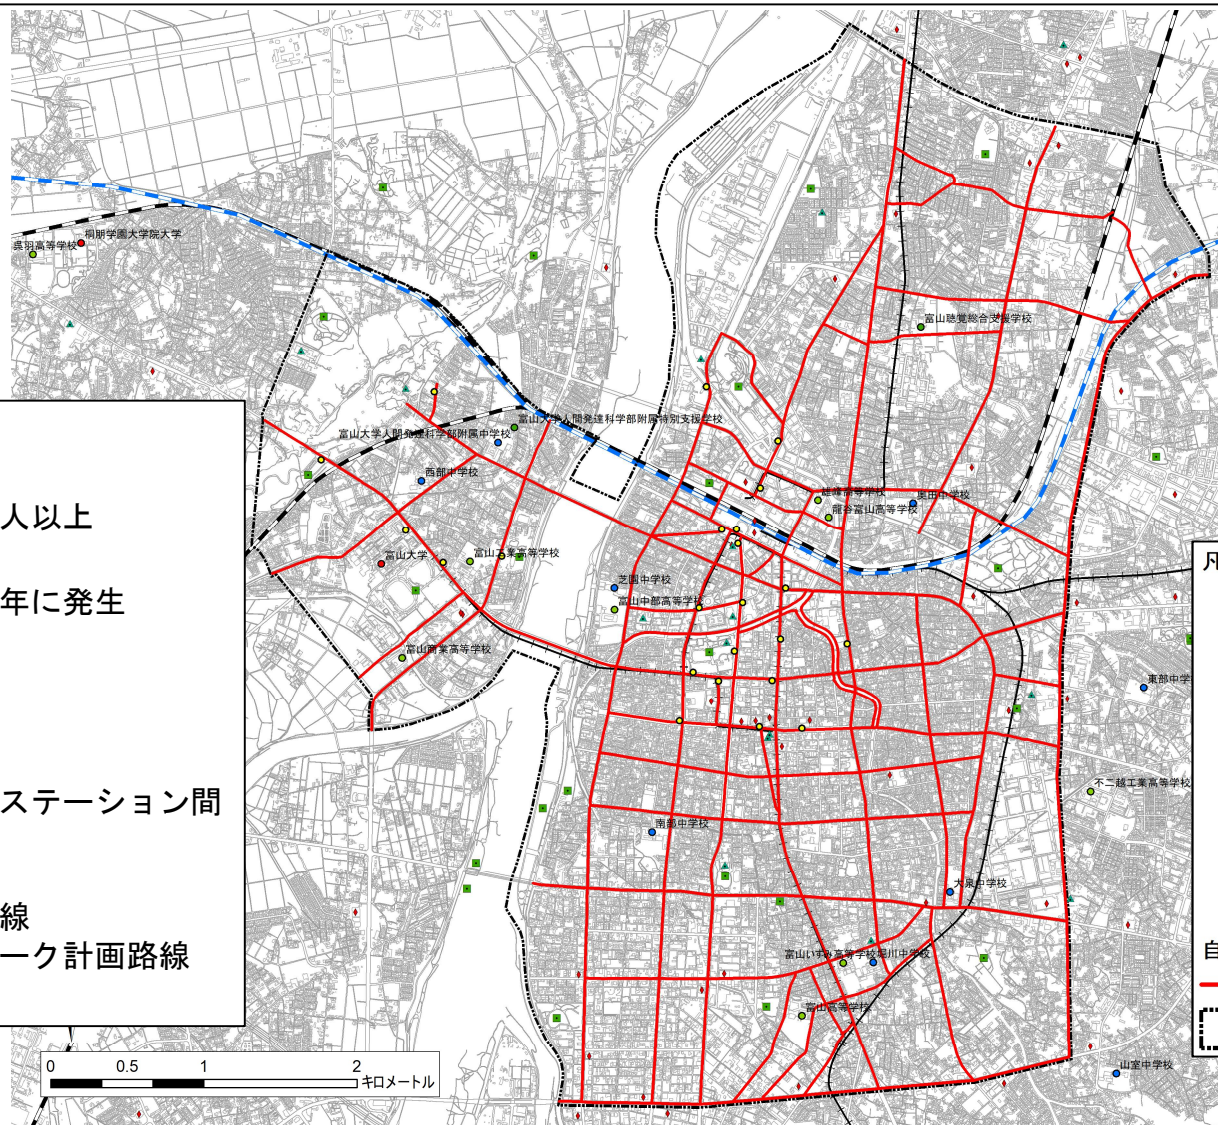 呉羽高等学校
桐朋学園大学院大学
富山聴覚総合支援学校
富山大学人間発達科学部附属特別支援学校
富山大学人間発達科学部附属中学校
西部中学校
雄峰高等学校
奥田中学校
龍谷富山高等学校
人以上
富山大学
富山工業高等学校
凡
芝園中学校
年に発生
富山中部高等学校
富山商業高等学校
東部中学
不二越工業高等学校
ステーション間
南部中学校
大泉中学校
線
ーク計画路線
富山いずみ高等学校
堀川中学校
自
富山高等学校
山室中学校
0 0.5 1 2
キロメートル